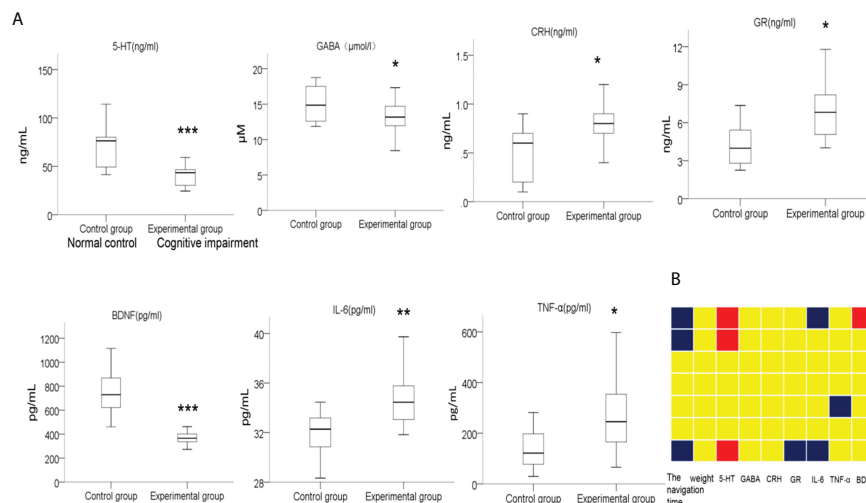 A
5-HT(ng/ml)
ng/mL
150
100
50
0
Control group Experimental group
Normal control Cognitive impairment
***
GABA（μmol/l）
μM
20
15
10
5
0
Control group Experimental group
*
CRH(ng/ml)
ng/mL
1.0
.5
.0
Control group Experimental group
*
GR(ng/ml)
ng/mL
12
9
6
3
0
Control group Experimental group
*
BDNF(pg/ml)
pg/mL
1200
1000
800
600
400
200
0
Control group Experimental group
***
IL-6(pg/ml)
pg/mL
40
36
32
28
Control group Experimental group
**
TNF-α(pg/ml)
pg/mL
600
400
200
0
Control group Experimental group
*
B
The weight 5-HT GABA CRH GR IL-6 TNF-α BD
navigation
time